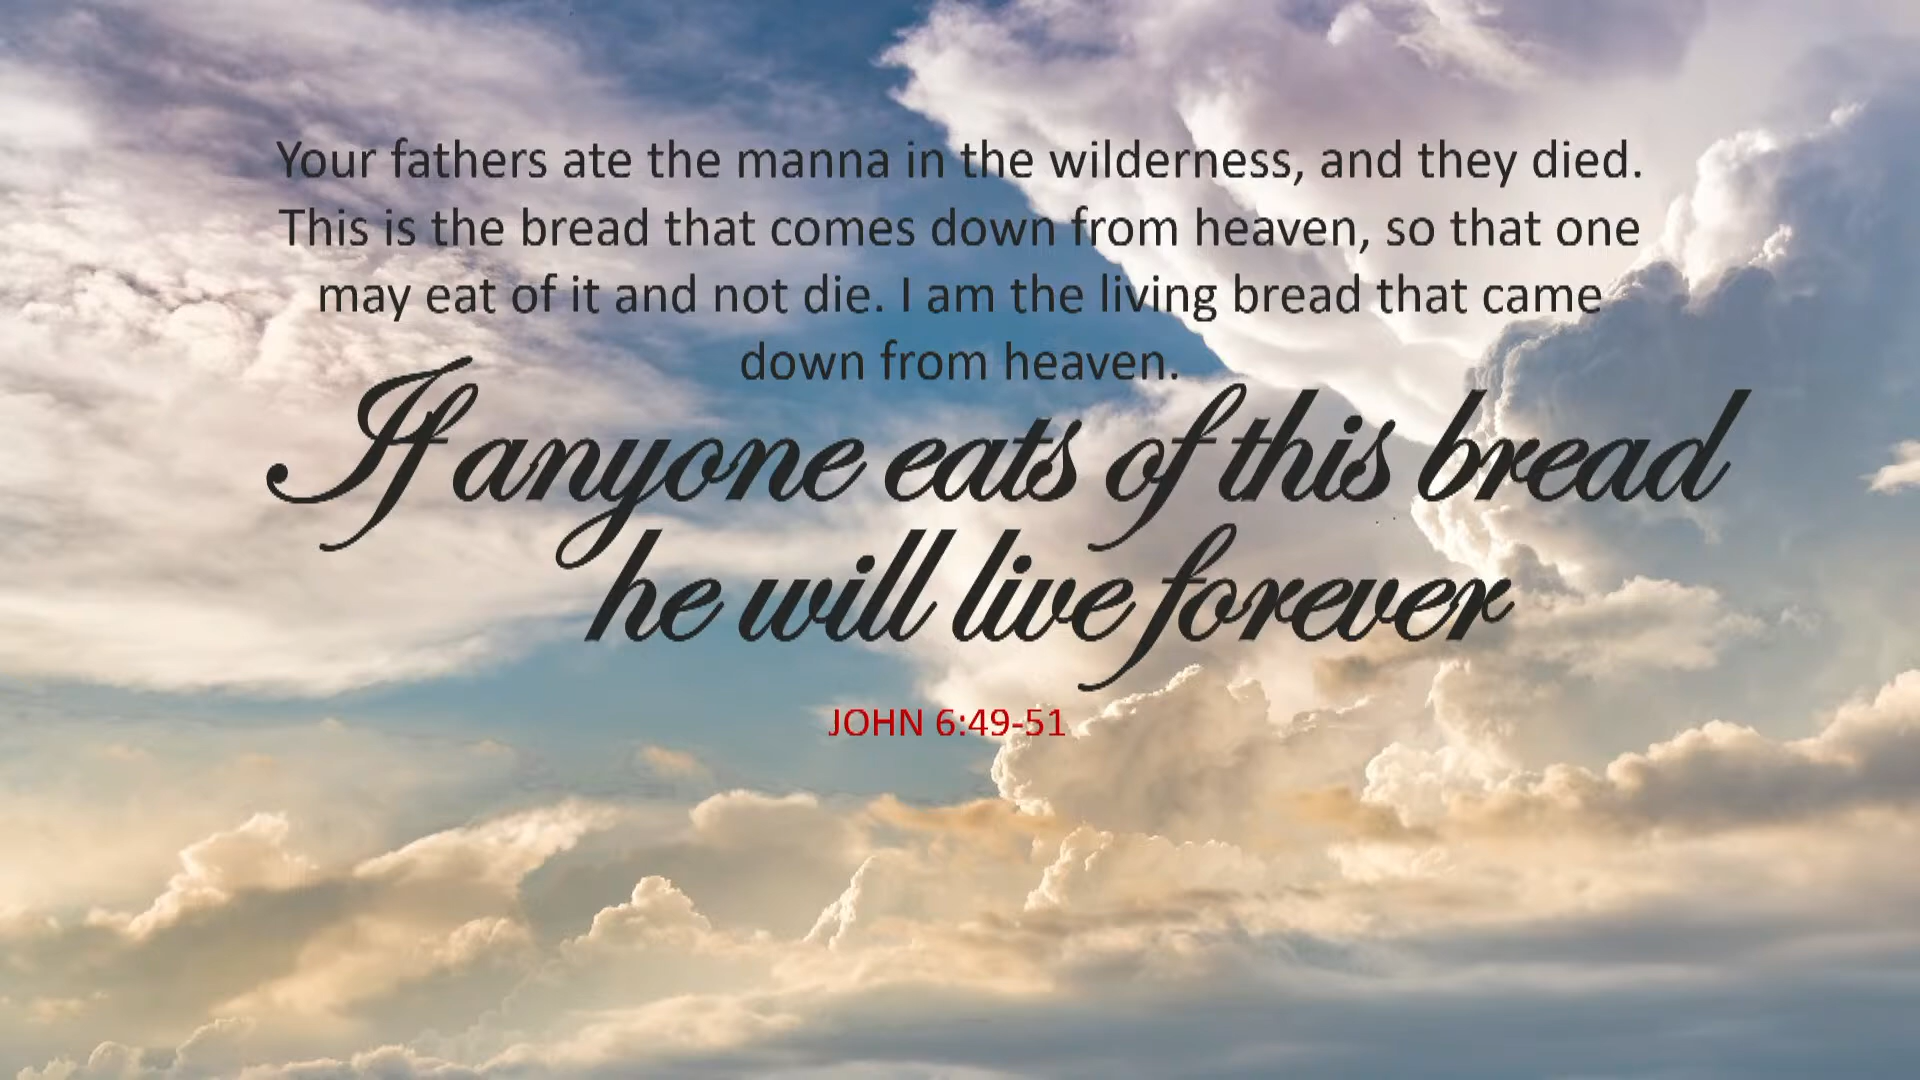 Your fathers ate the manna in the wilderness, and they died.
This is the bread that comes down from heaven, so that one
may eat of it and not die. I am the living bread that came
down from heaven.
If anyone eats of this bread
he will live forever
JOHN 6:49-51